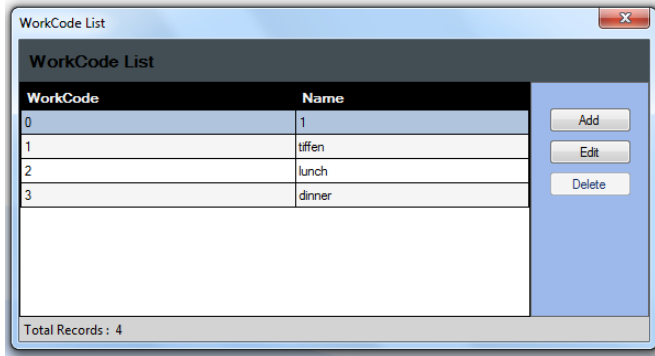 WorkCode List
WorkCode List
WorkCode Name
0 1
1 tiffen
2 lunch
3 dinner
Add
Edit
Delete
Total Records : 4